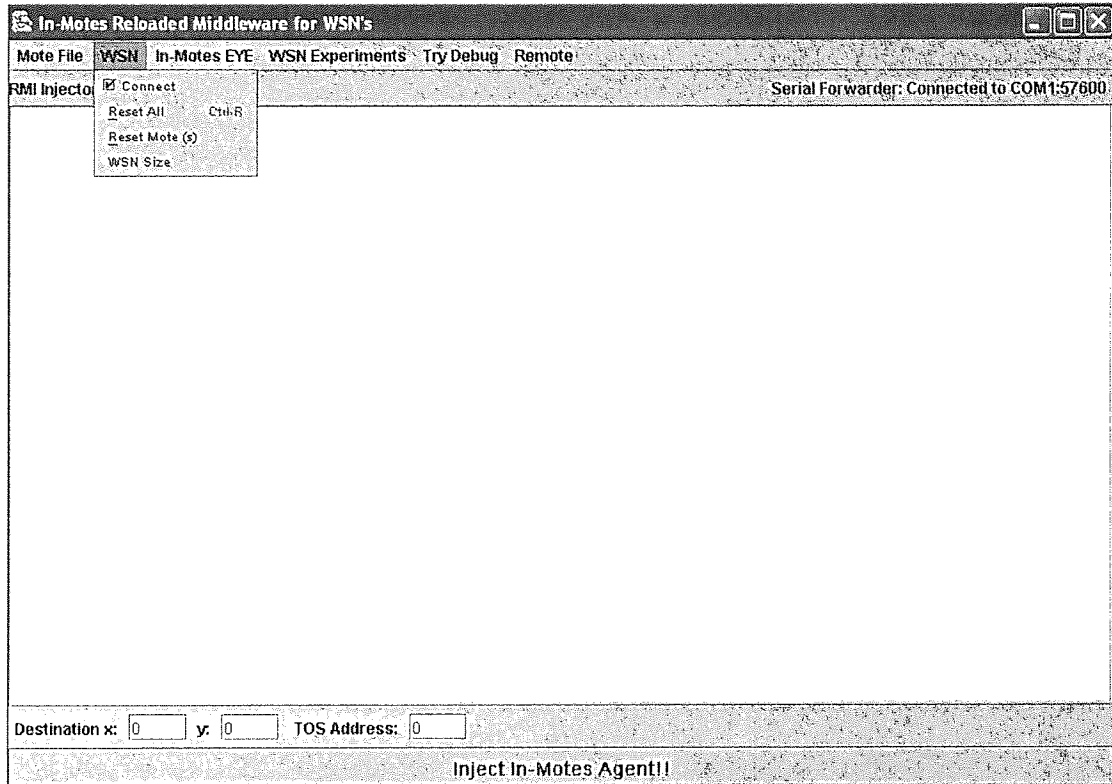 In-Motes Reloaded Middleware for WSN's
Mote File WSN In-Motes EYE WSN Experiments Try Debug Remote
RMI Injecto Serial Forwarder: Connected to COM1:57600
Connect
Reset All Ctrl-R
Reset Mote (s)
WSN Size
Destination x: 0 y: 0 TOS Address: 0
Inject In-Motes Agent!!